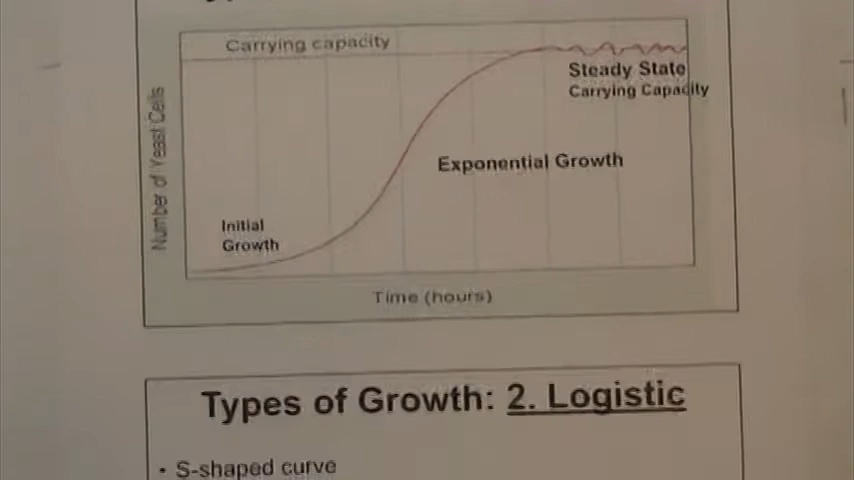 Carrying capacity
Steady State
Carrying Capacity
Exponential Growth
Number of Yeast Cells
Initial
Growth
Time (hours)
Types of Growth: 2. Logistic
• S-shaped curve